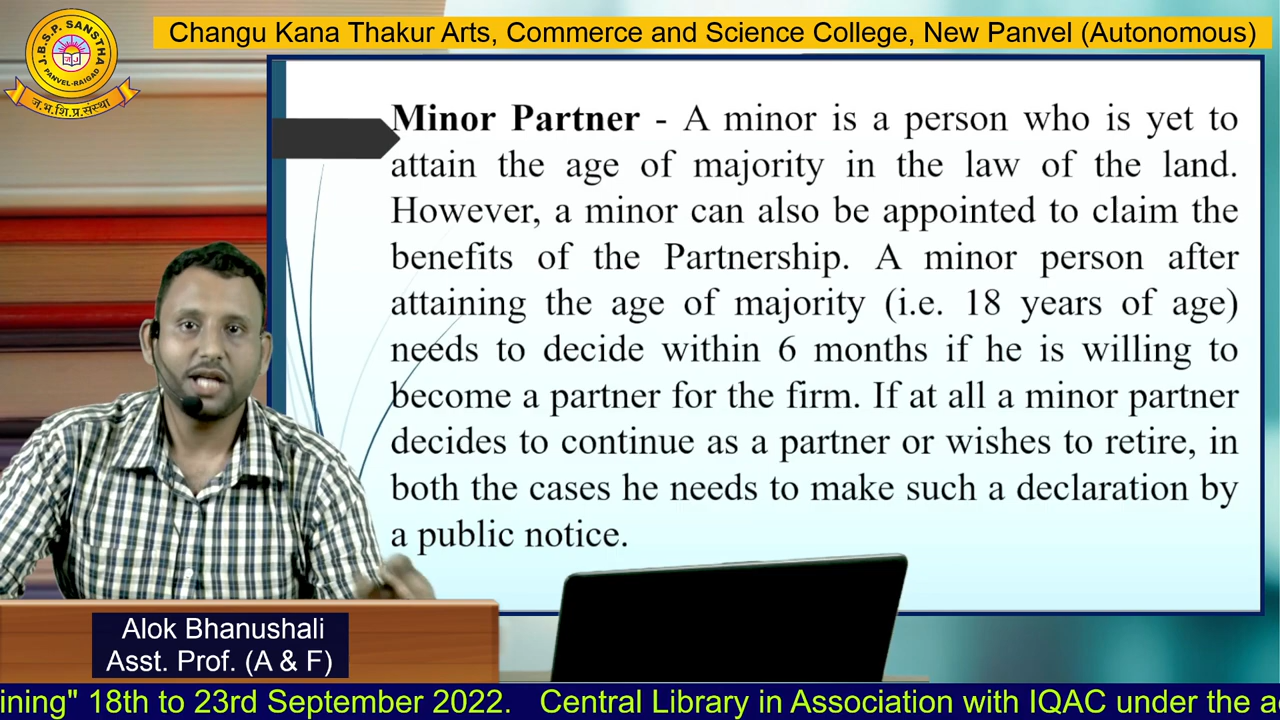 Changu Kana Thakur Arts, Commerce and Science College, New Panvel (Autonomous)
J.B.S.P. SANSTHA
PANVEL-RAIGAD
ज.भ.शि.प्र.संस्था
Minor Partner - A minor is a person who is yet to
attain the age of majority in the law of the land.
However, a minor can also be appointed to claim the
benefits of the Partnership. A minor person after
attaining the age of majority (i.e. 18 years of age)
needs to decide within 6 months if he is willing to
become a partner for the firm. If at all a minor partner
decides to continue as a partner or wishes to retire, in
both the cases he needs to make such a declaration by
a public notice.
Alok Bhanushali
Asst. Prof. (A & F)
ining" 18th to 23rd September 2022. Central Library in Association with IQAC under the a